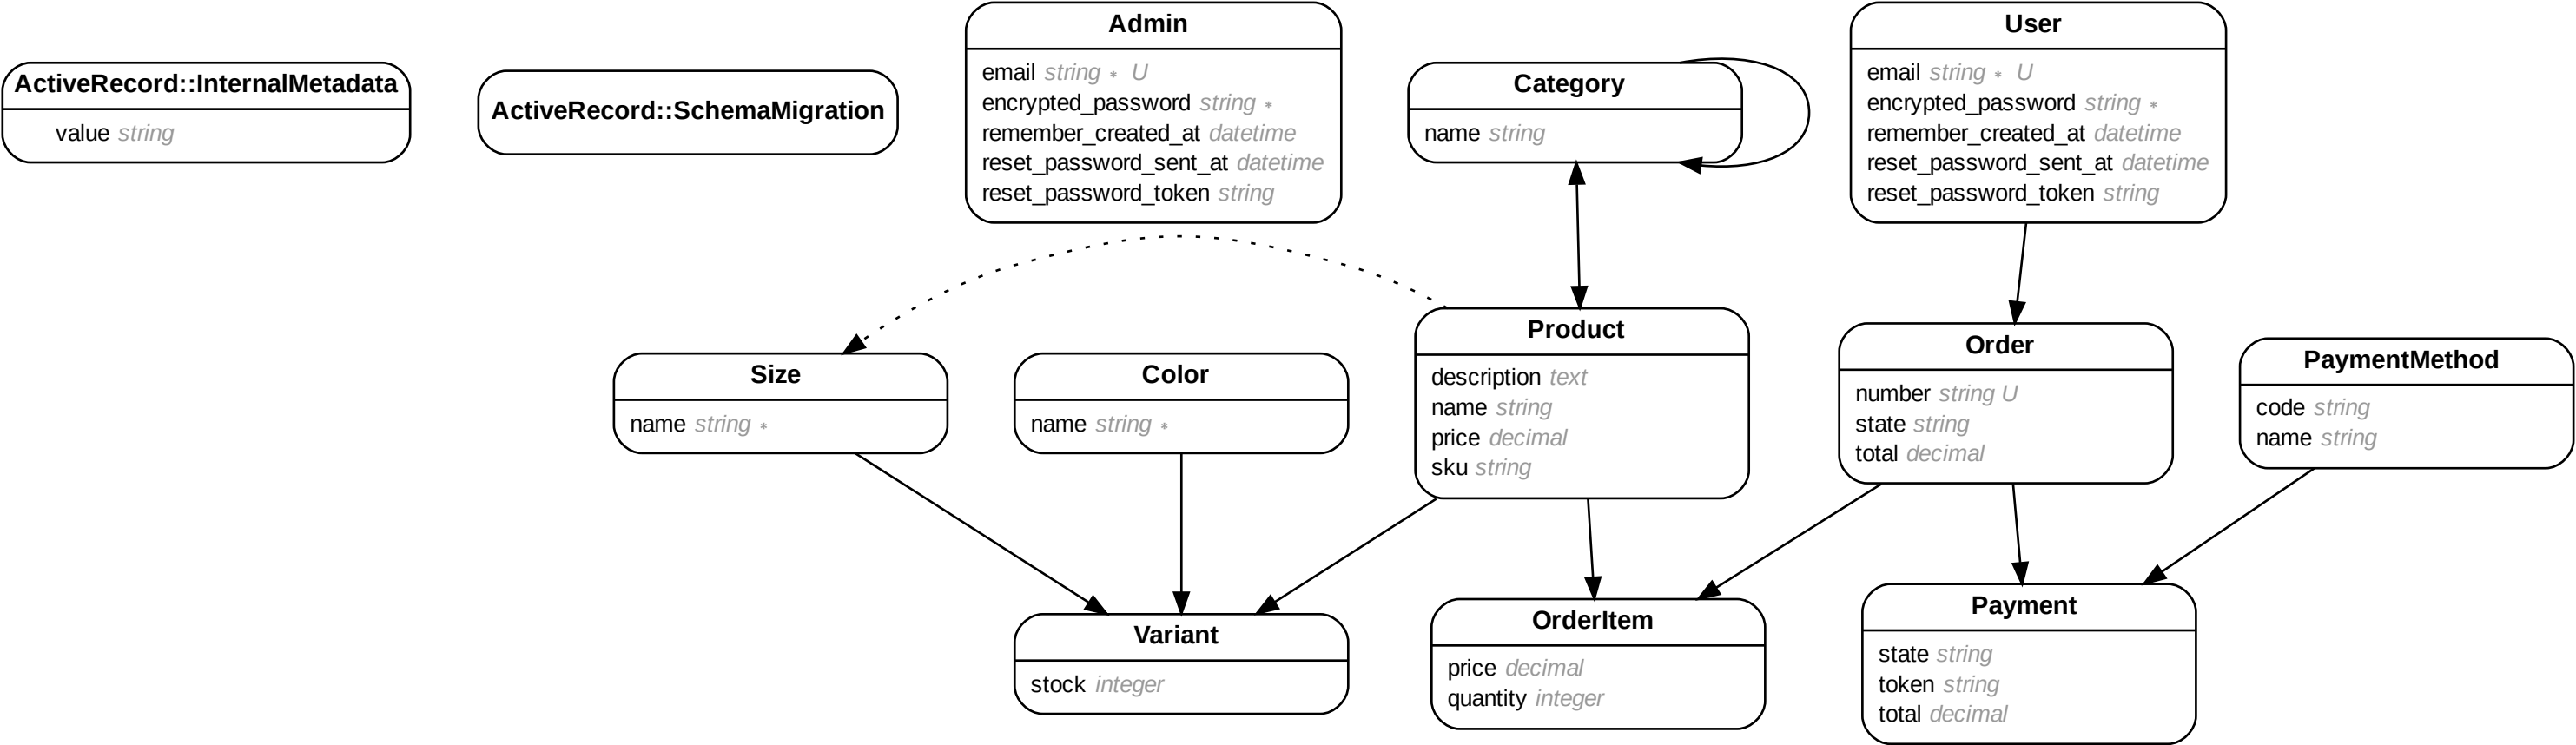 ActiveRecord::InternalMetadata
value string
ActiveRecord::SchemaMigration
Admin
email string * U
encrypted_password string *
remember_created_at datetime
reset_password_sent_at datetime
reset_password_token string
Category
name string
User
email string * U
encrypted_password string *
remember_created_at datetime
reset_password_sent_at datetime
reset_password_token string
Size
name string *
Color
name string *
Product
description text
name string
price decimal
sku string
Order
number string U
state string
total decimal
PaymentMethod
code string
name string
Variant
stock integer
OrderItem
price decimal
quantity integer
Payment
state string
token string
total decimal